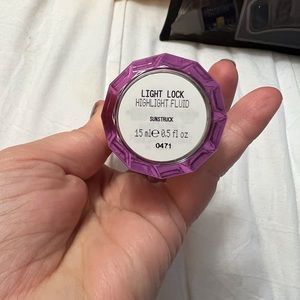 LIGHT LOCK
HIGHLIGHT FLUID
SUNSTRUCK
15 ml℮ 0.5 fl oz
0471